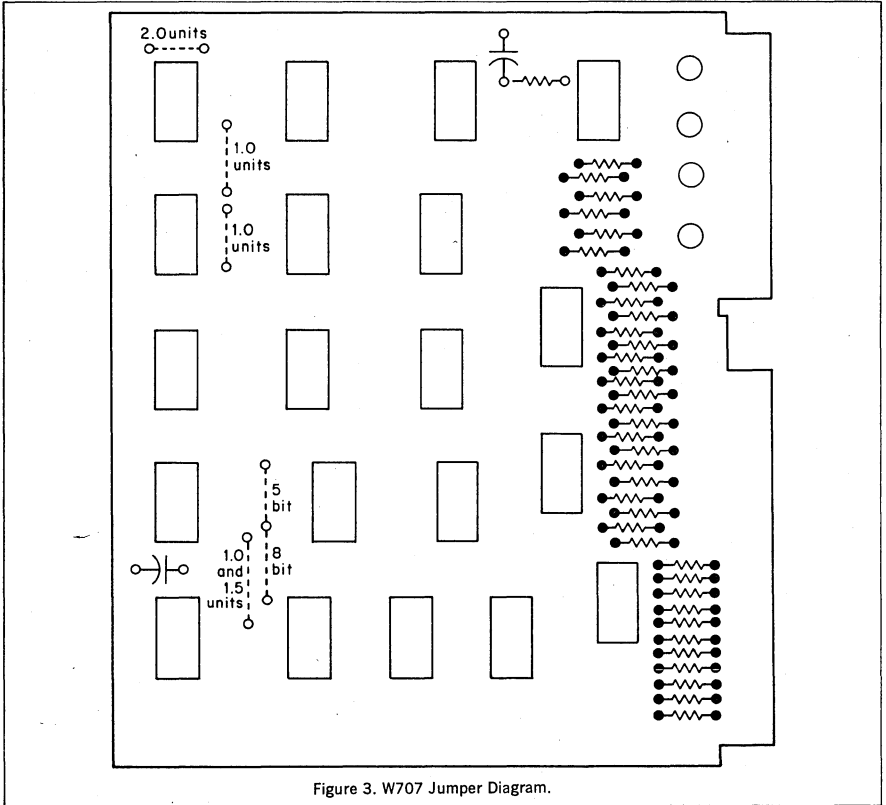 2.0units
1.0
units
1.0
units
5
bit
1.0
and
1.5
units
8
bit
Figure 3. W707 Jumper Diagram.